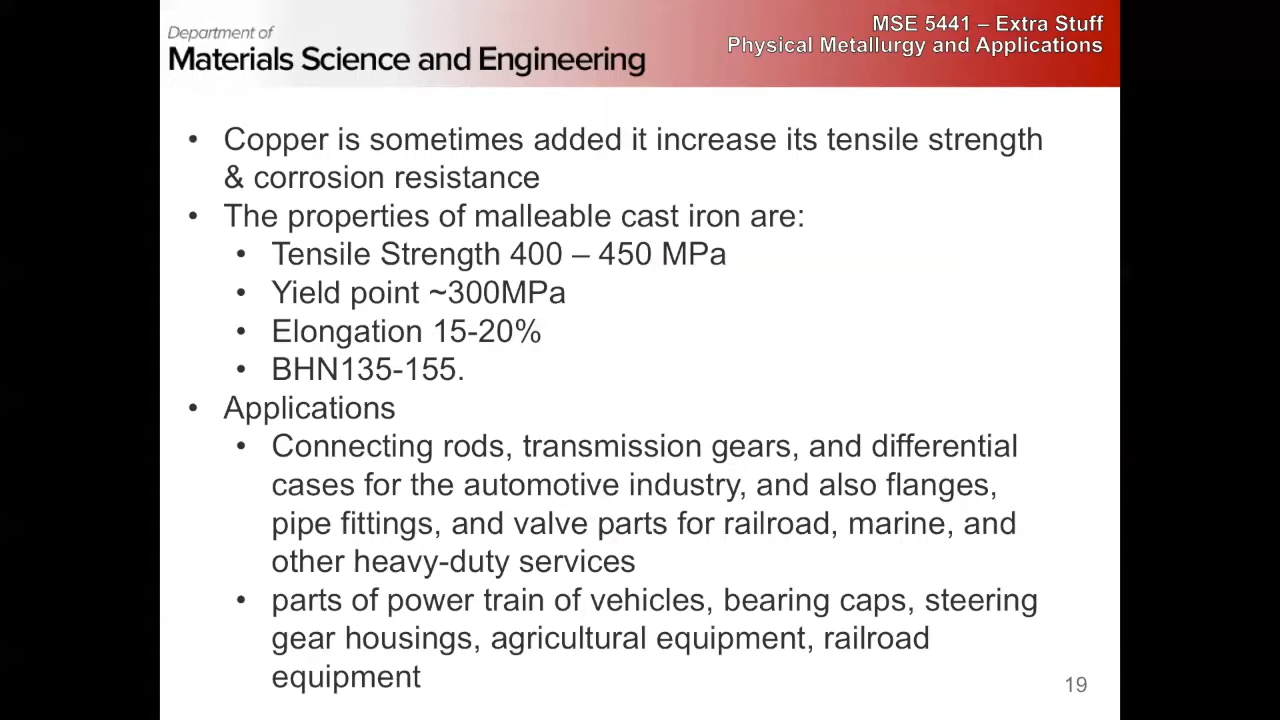 Department of
Materials Science and Engineering
MSE 5441 – Extra Stuff
Physical Metallurgy and Applications
• Copper is sometimes added it increase its tensile strength
& corrosion resistance
• The properties of malleable cast iron are:
• Tensile Strength 400 – 450 MPa
• Yield point ~300MPa
• Elongation 15-20%
• BHN135-155.
• Applications
• Connecting rods, transmission gears, and differential
cases for the automotive industry, and also flanges,
pipe fittings, and valve parts for railroad, marine, and
other heavy-duty services
• parts of power train of vehicles, bearing caps, steering
gear housings, agricultural equipment, railroad
equipment
19